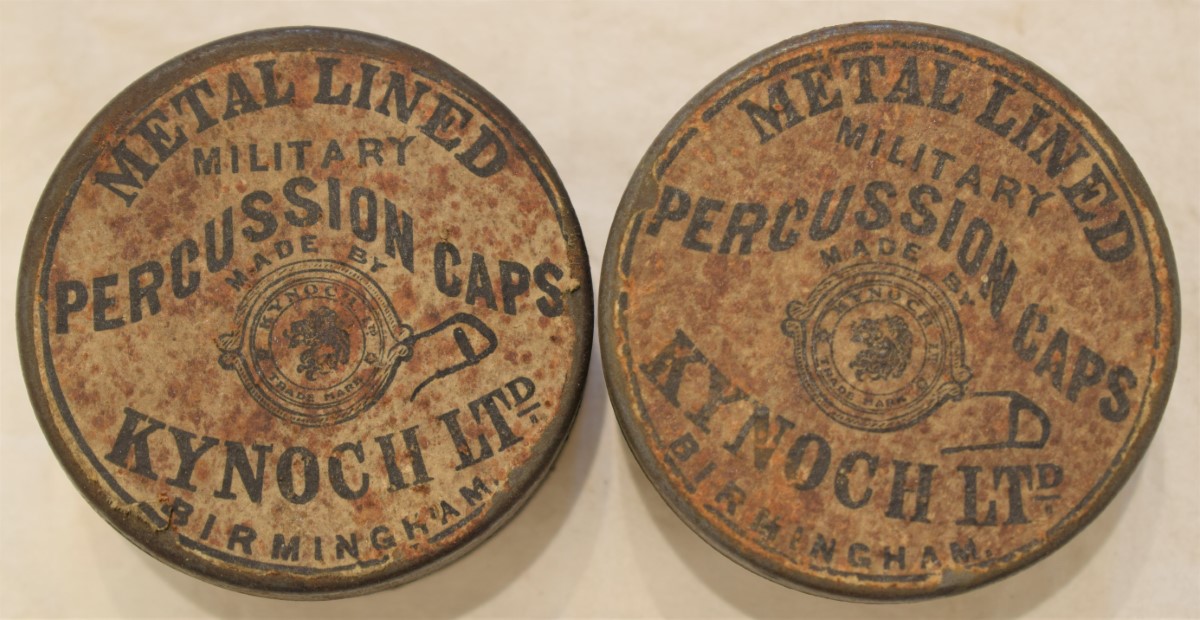 METAL LINED
MILITARY
PERCUSSION CAPS
MADE BY
KYNOCH LTD
TRADE MARK
KYNOCH LTD.
BIRMINGHAM.
METAL LINED
MILITARY
PERCUSSION CAPS
MADE BY
KYNOCH
TRADE MARK
KYNOCH LTD.
BIRMINGHAM.